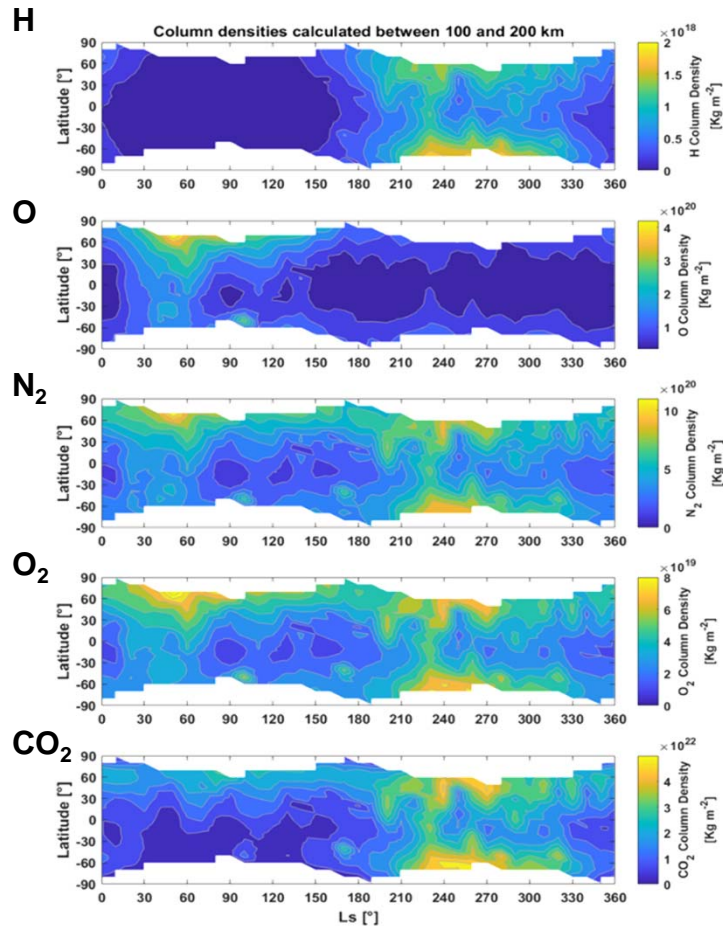 H
Column densities calculated between 100 and 200 km
×10^18
90
60
30
0
-30
-60
-90
Latitude [°]
0 30 60 90 120 150 180 210 240 270 300 330 360
2
1.5
1
0.5
0
H Column Density
[Kg m^-2]
O
×10^20
90
60
30
0
-30
-60
-90
Latitude [°]
0 30 60 90 120 150 180 210 240 270 300 330 360
4
3
2
1
O Column Density
[Kg m^-2]
N₂
×10^20
90
60
30
0
-30
-60
-90
Latitude [°]
0 30 60 90 120 150 180 210 240 270 300 330 360
10
5
0
N₂ Column Density
[Kg m^-2]
O₂
×10^19
90
60
30
0
-30
-60
-90
Latitude [°]
0 30 60 90 120 150 180 210 240 270 300 330 360
8
6
4
2
0
O₂ Column Density
[Kg m^-2]
CO₂
×10^22
90
60
30
0
-30
-60
-90
Latitude [°]
0 30 60 90 120 150 180 210 240 270 300 330 360
Ls [°]
4
3
2
1
0
CO₂ Column Density
[Kg m^-2]